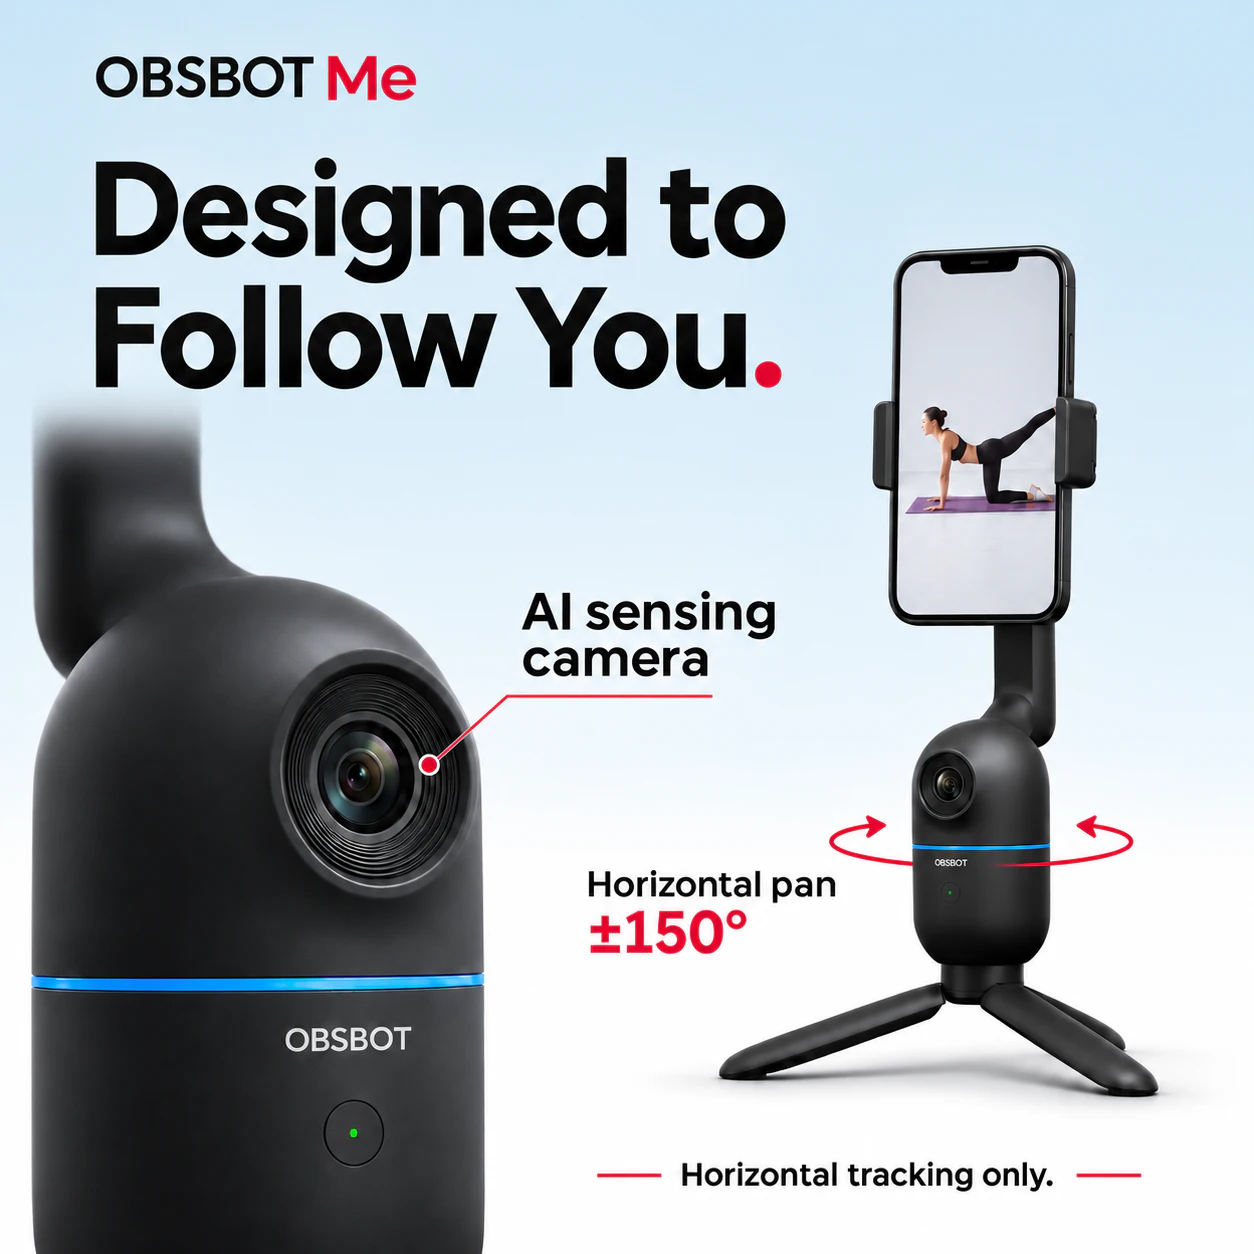 OBSBOT Me
Designed to
Follow You.
AI sensing
camera
Horizontal pan
±150°
OBSBOT
OBSBOT
Horizontal tracking only.